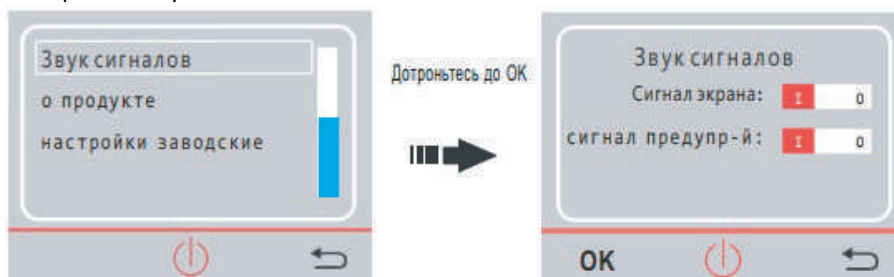 Звук сигналов
о продукте
настройки заводские
Дотроньтесь до ОК
Звук сигналов
Сигнал экрана: I 0
сигнал предупр-й: I 0
OK